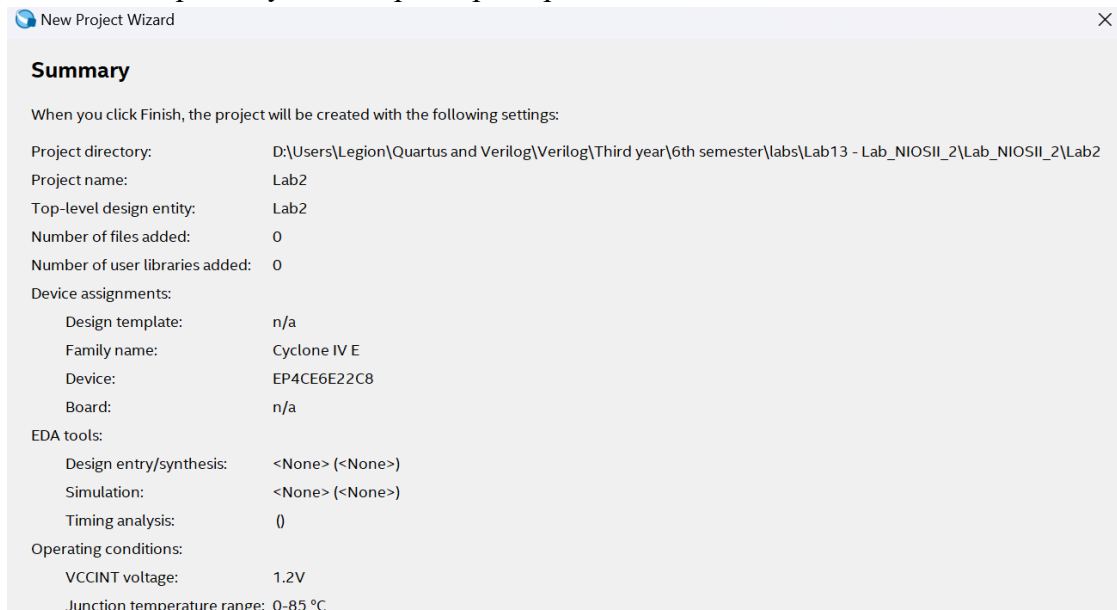 New Project Wizard
Summary
When you click Finish, the project will be created with the following settings:
Project directory: D:\Users\Legion\Quartus and Verilog\Verilog\Third year\6th semester\labs\Lab13 - Lab_NIOSII_2\Lab_NIOSII_2\Lab2
Project name: Lab2
Top-level design entity: Lab2
Number of files added: 0
Number of user libraries added: 0
Device assignments:
Design template: n/a
Family name: Cyclone IV E
Device: EP4CE6E22C8
Board: n/a
EDA tools:
Design entry/synthesis: <None> (<None>)
Simulation: <None> (<None>)
Timing analysis: ()
Operating conditions:
VCCINT voltage: 1.2V
Junction temperature range: 0-85 ºC